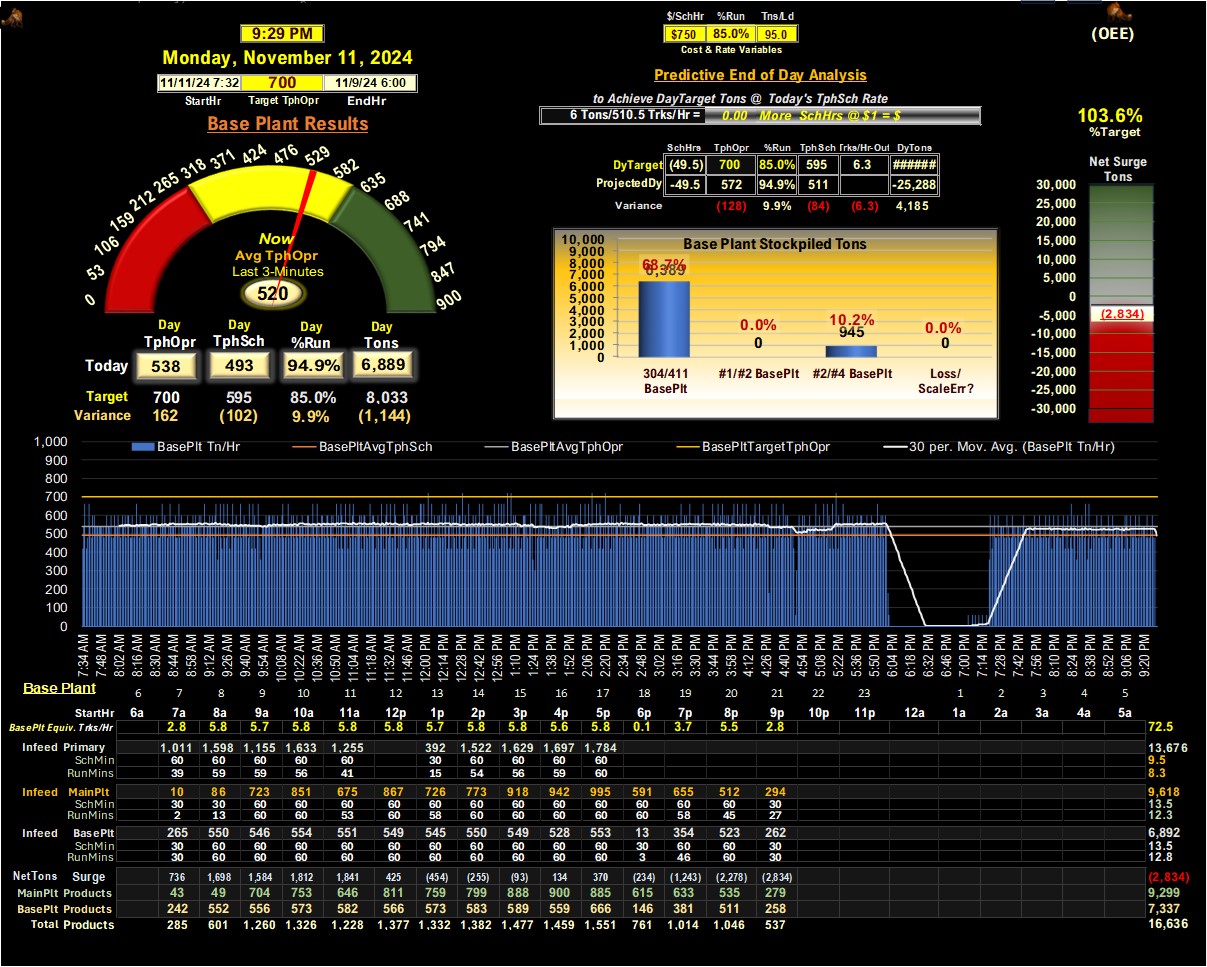 9:29 PM
Monday, November 11, 2024
11/11/24 7:32 700 11/9/24 6:00
StartHr Target TphOpr EndHr
Base Plant Results
$/SchHr %Run Tns/Ld
$750 85.0% 95.0
Cost & Rate Variables
Predictive End of Day Analysis
to Achieve DayTarget Tons @ Today's TphSch Rate
6 Tons/510.5 Trks/Hr = 0.00 More SchHrs @ $1 = $
SchHrs TphOpr %Run TphSch Trks/Hr-Out DyTons
DyTarget (49.5) 700 85.0% 595 6.3 ######
ProjectedDy -49.5 572 94.9% 511 -25,288
Variance (128) 9.9% (84) (6.3) 4,185
(OEE)
103.6%
%Target
Net Surge
Tons
30,000
25,000
20,000
15,000
10,000
5,000
0
-5,000
-10,000
-15,000
-20,000
-25,000
-30,000
(2,834)
0 53 106 159 212 265 318 371 424 476 529 582 635 688 741 794 847 900
Now
Avg TphOpr
Last 3-Minutes
520
Day Day Day Day
TphOpr TphSch %Run Tons
Today 538 493 94.9% 6,889
Target 700 595 85.0% 8,033
Variance 162 (102) 9.9% (1,144)
Base Plant Stockpiled Tons
10,000
9,000
8,000
7,000
6,000
5,000
4,000
3,000
2,000
1,000
0
68.7% 0.0% 10.2% 0.0%
6,389 0 945 0
304/411 #1/#2 BasePlt #2/#4 BasePlt Loss/
BasePlt ScaleErr?
BasePlt Tn/Hr BasePltAvgTphSch BasePltAvgTphOpr BasePltTargetTphOpr 30 per. Mov. Avg. (BasePlt Tn/Hr)
1,000
900
800
700
600
500
400
300
200
100
0
7:34 AM 7:48 AM 8:02 AM 8:16 AM 8:30 AM 8:44 AM 8:58 AM 9:12 AM 9:26 AM 9:40 AM 9:54 AM 10:08 AM 10:22 AM 10:36 AM 10:50 AM 11:04 AM 11:18 AM 11:32 AM 11:46 AM 12:00 PM 12:14 PM 12:28 PM 12:42 PM 12:56 PM 1:10 PM 1:24 PM 1:38 PM 1:52 PM 2:06 PM 2:20 PM 2:34 PM 2:48 PM 3:02 PM 3:16 PM 3:30 PM 3:44 PM 3:58 PM 4:12 PM 4:26 PM 4:40 PM 4:54 PM 5:08 PM 5:22 PM 5:36 PM 5:50 PM 6:04 PM 6:18 PM 6:32 PM 6:46 PM 7:00 PM 7:14 PM 7:28 PM 7:42 PM 7:56 PM 8:10 PM 8:24 PM 8:38 PM 8:52 PM 9:06 PM 9:20 PM
Base Plant 6 7 8 9 10 11 12 13 14 15 16 17 18 19 20 21 22 23 1 2 3 4 5
StartHr 6a 7a 8a 9a 10a 11a 12p 1p 2p 3p 4p 5p 6p 7p 8p 9p 10p 11p 12a 1a 2a 3a 4a 5a
BasePlt Equiv. Trks/Hr 2.8 5.8 5.7 5.8 5.8 5.8 5.7 5.8 5.8 5.6 5.8 0.1 3.7 5.5 2.8 72.5
Infeed Primary 1,011 1,598 1,155 1,633 1,255 392 1,522 1,629 1,697 1,784 13,676
SchMin 60 60 60 60 60 30 60 60 60 60 9.5
RunMins 39 59 59 56 41 15 54 56 59 60 8.3
Infeed MainPlt 10 86 723 851 675 867 726 773 918 942 995 591 655 512 294 9,618
SchMin 30 30 60 60 60 60 60 60 60 60 60 60 60 60 30 13.5
RunMins 2 13 60 60 53 60 58 60 60 60 60 60 58 45 27 12.3
Infeed BasePlt 265 550 546 554 551 549 545 550 549 528 553 13 354 523 262 6,892
SchMin 30 60 60 60 60 60 60 60 60 60 60 30 60 60 30 13.5
RunMins 30 60 60 60 60 60 60 60 60 60 60 3 46 60 30 12.8
NetTons Surge 736 1,698 1,584 1,812 1,841 425 (454) (255) (93) 134 370 (234) (1,243) (2,278) (2,834) (2,834)
MainPlt Products 43 49 704 753 646 811 759 799 888 900 885 615 633 535 279 9,299
BasePlt Products 242 552 556 573 582 566 573 583 589 559 666 146 381 511 258 7,337
Total Products 285 601 1,260 1,326 1,228 1,377 1,332 1,382 1,477 1,459 1,551 761 1,014 1,046 537 16,636